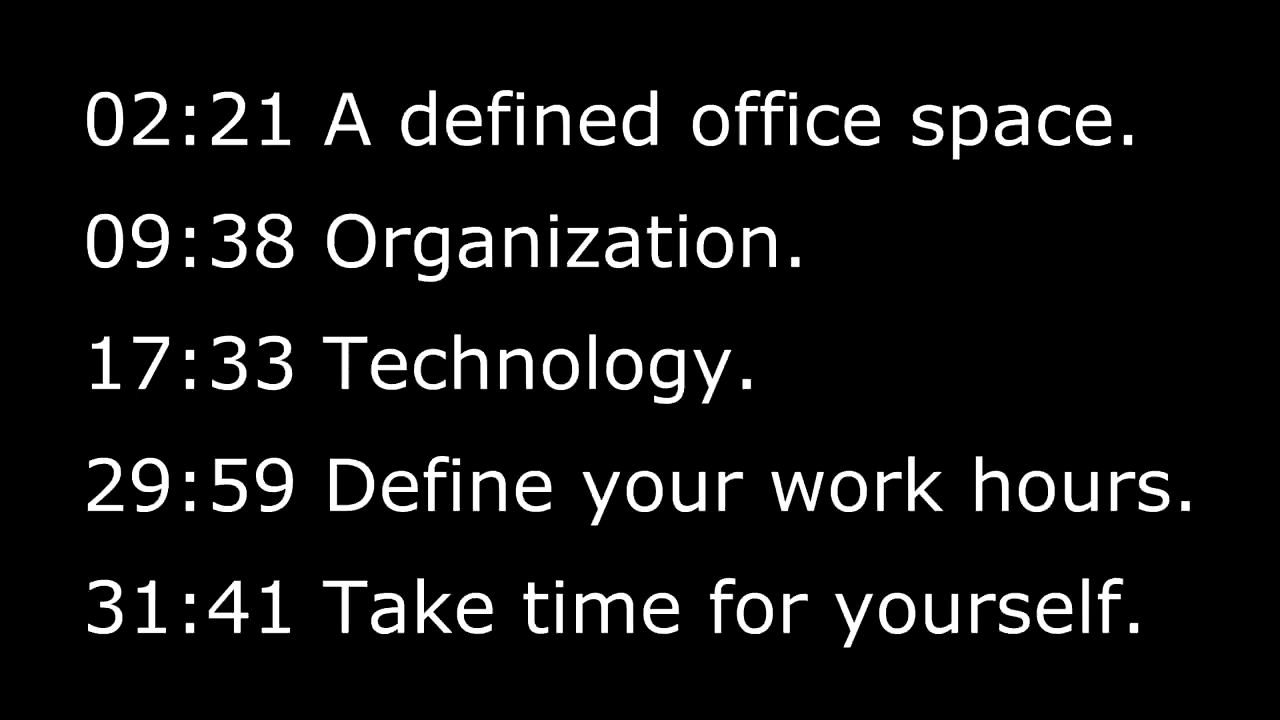 02:21 A defined office space.
09:38 Organization.
17:33 Technology.
29:59 Define your work hours.
31:41 Take time for yourself.